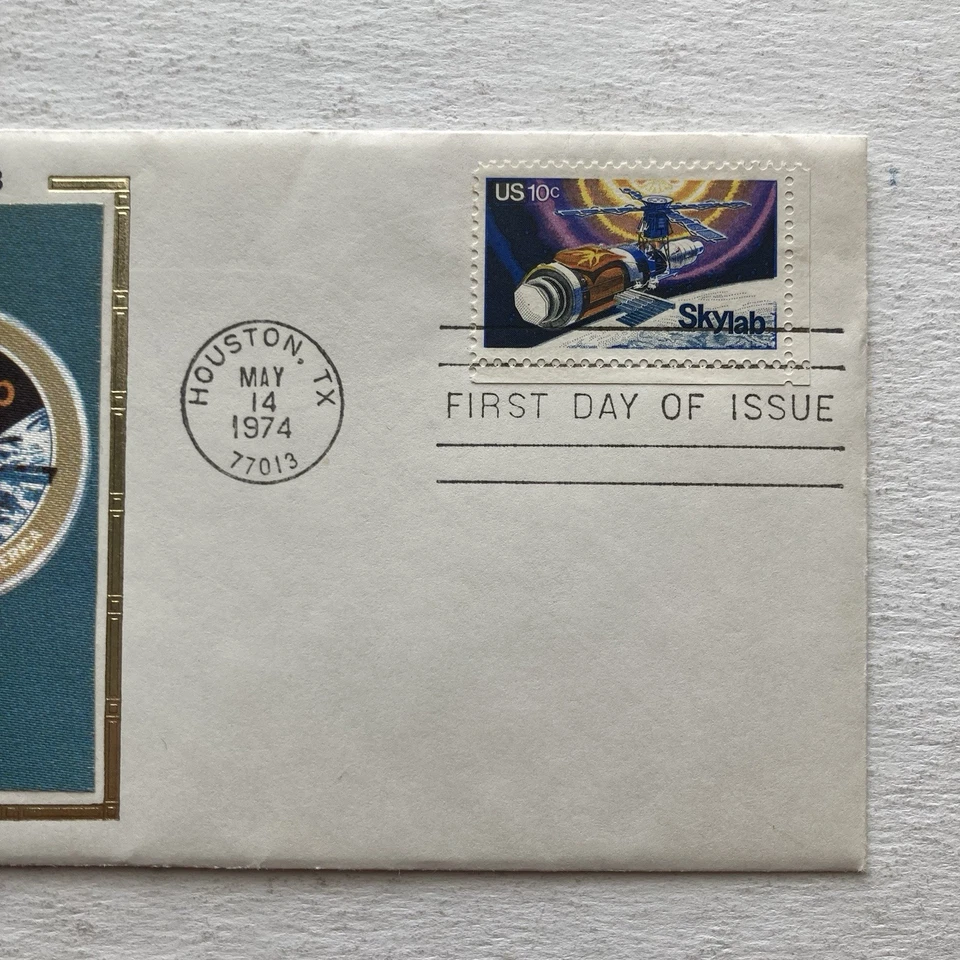 US 10c
Skylab
HOUSTON, TX
MAY
14
1974
77013
FIRST DAY OF ISSUE